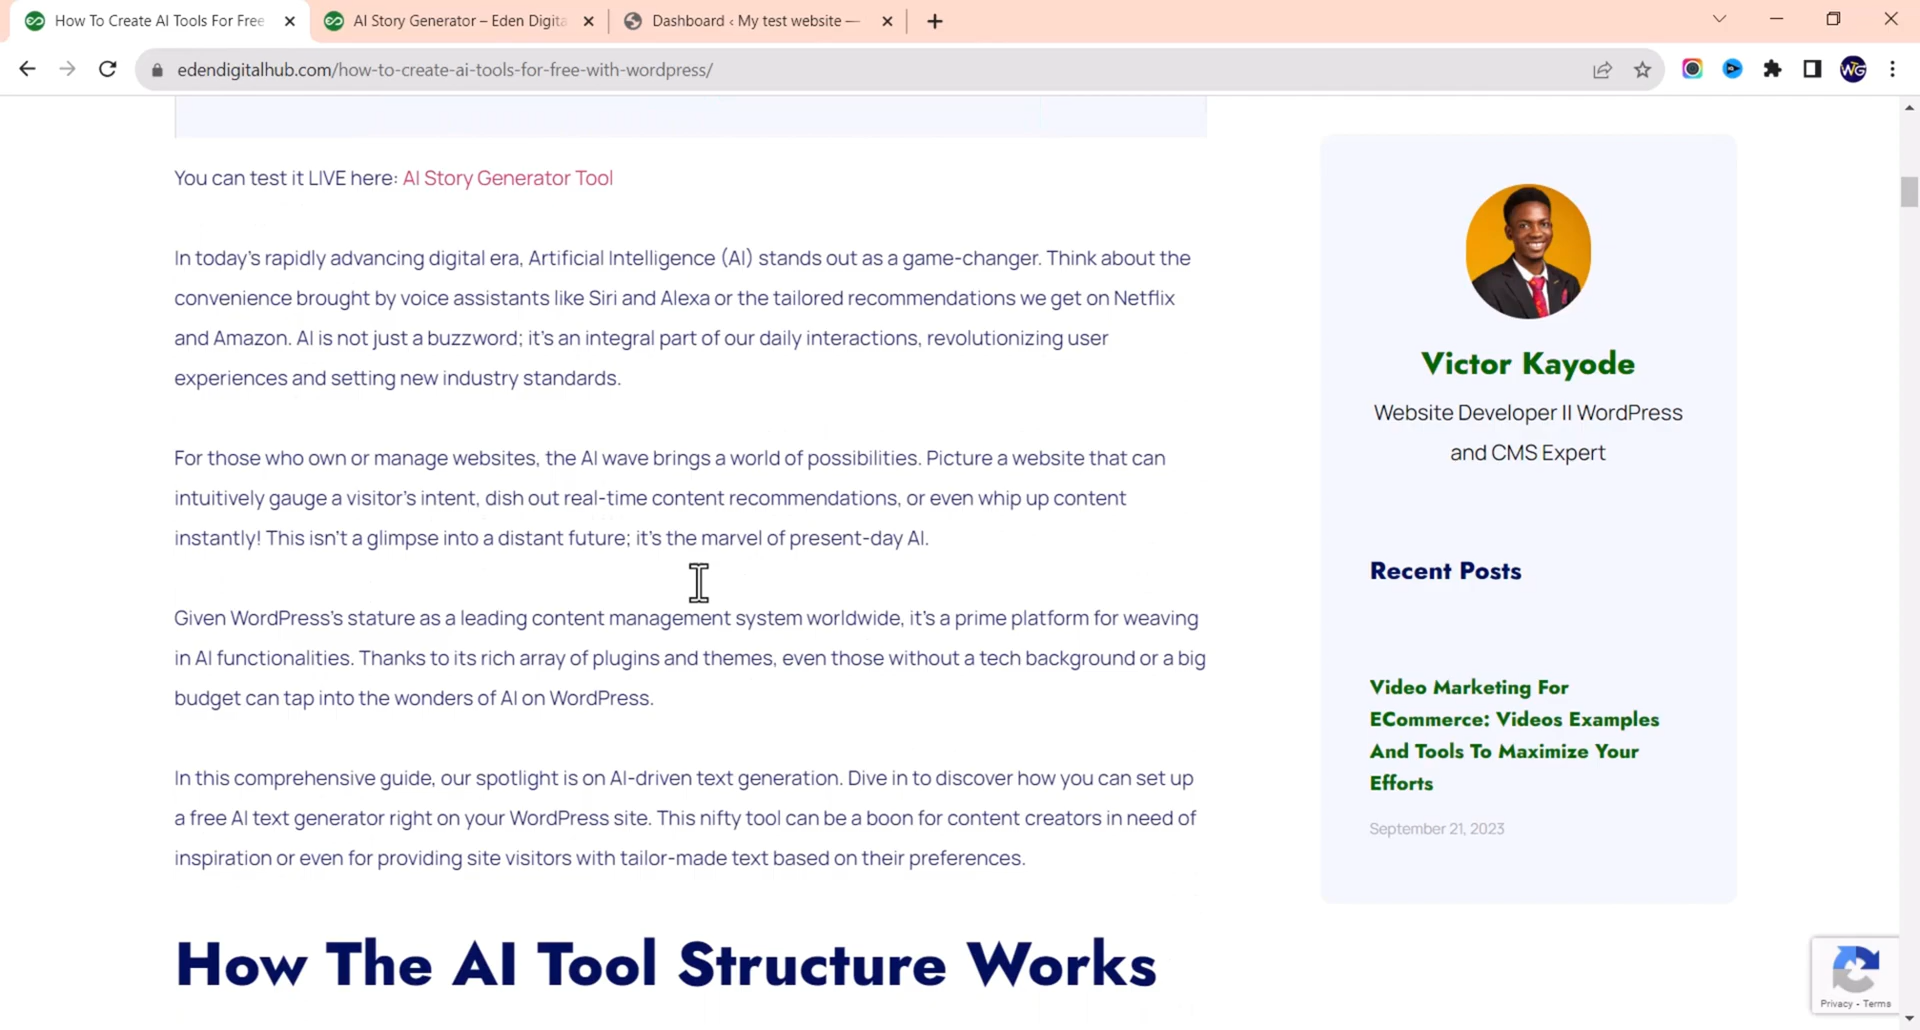 How To Create AI Tools For Free
AI Story Generator – Eden Digita
Dashboard ‹ My test website —
edendigitalhub.com/how-to-create-ai-tools-for-free-with-wordpress/
WG
You can test it LIVE here: AI Story Generator Tool
In today's rapidly advancing digital era, Artificial Intelligence (AI) stands out as a game-changer. Think about the
convenience brought by voice assistants like Siri and Alexa or the tailored recommendations we get on Netflix
and Amazon. AI is not just a buzzword; it's an integral part of our daily interactions, revolutionizing user
experiences and setting new industry standards.
For those who own or manage websites, the AI wave brings a world of possibilities. Picture a website that can
intuitively gauge a visitor's intent, dish out real-time content recommendations, or even whip up content
instantly! This isn't a glimpse into a distant future; it's the marvel of present-day AI.
Given WordPress's stature as a leading content management system worldwide, it's a prime platform for weaving
in AI functionalities. Thanks to its rich array of plugins and themes, even those without a tech background or a big
budget can tap into the wonders of AI on WordPress.
In this comprehensive guide, our spotlight is on AI-driven text generation. Dive in to discover how you can set up
a free AI text generator right on your WordPress site. This nifty tool can be a boon for content creators in need of
inspiration or even for providing site visitors with tailor-made text based on their preferences.
How The AI Tool Structure Works
Victor Kayode
Website Developer II WordPress
and CMS Expert
Recent Posts
Video Marketing For
ECommerce: Videos Examples
And Tools To Maximize Your
Efforts
September 21, 2023
Privacy - Terms